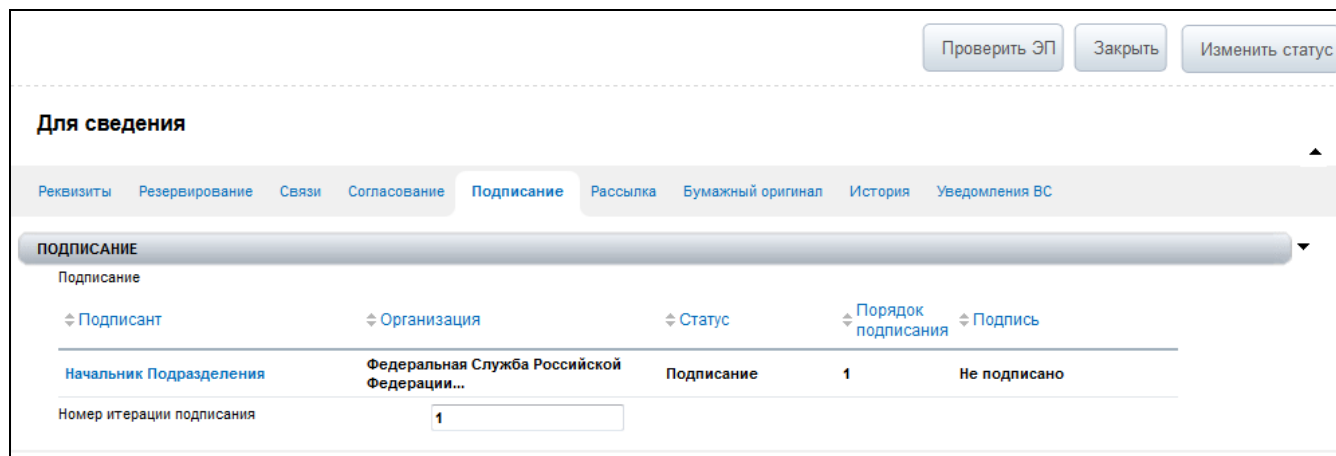 Проверить ЭП Закрыть Изменить статус
Для сведения
Реквизиты Резервирование Связи Согласование Подписание Рассылка Бумажный оригинал История Уведомления ВС
ПОДПИСАНИЕ
Подписание
Подписант Организация Статус Порядок подписания Подпись
Начальник Подразделения Федеральная Служба Российской Федерации... Подписание 1 Не подписано
Номер итерации подписания 1